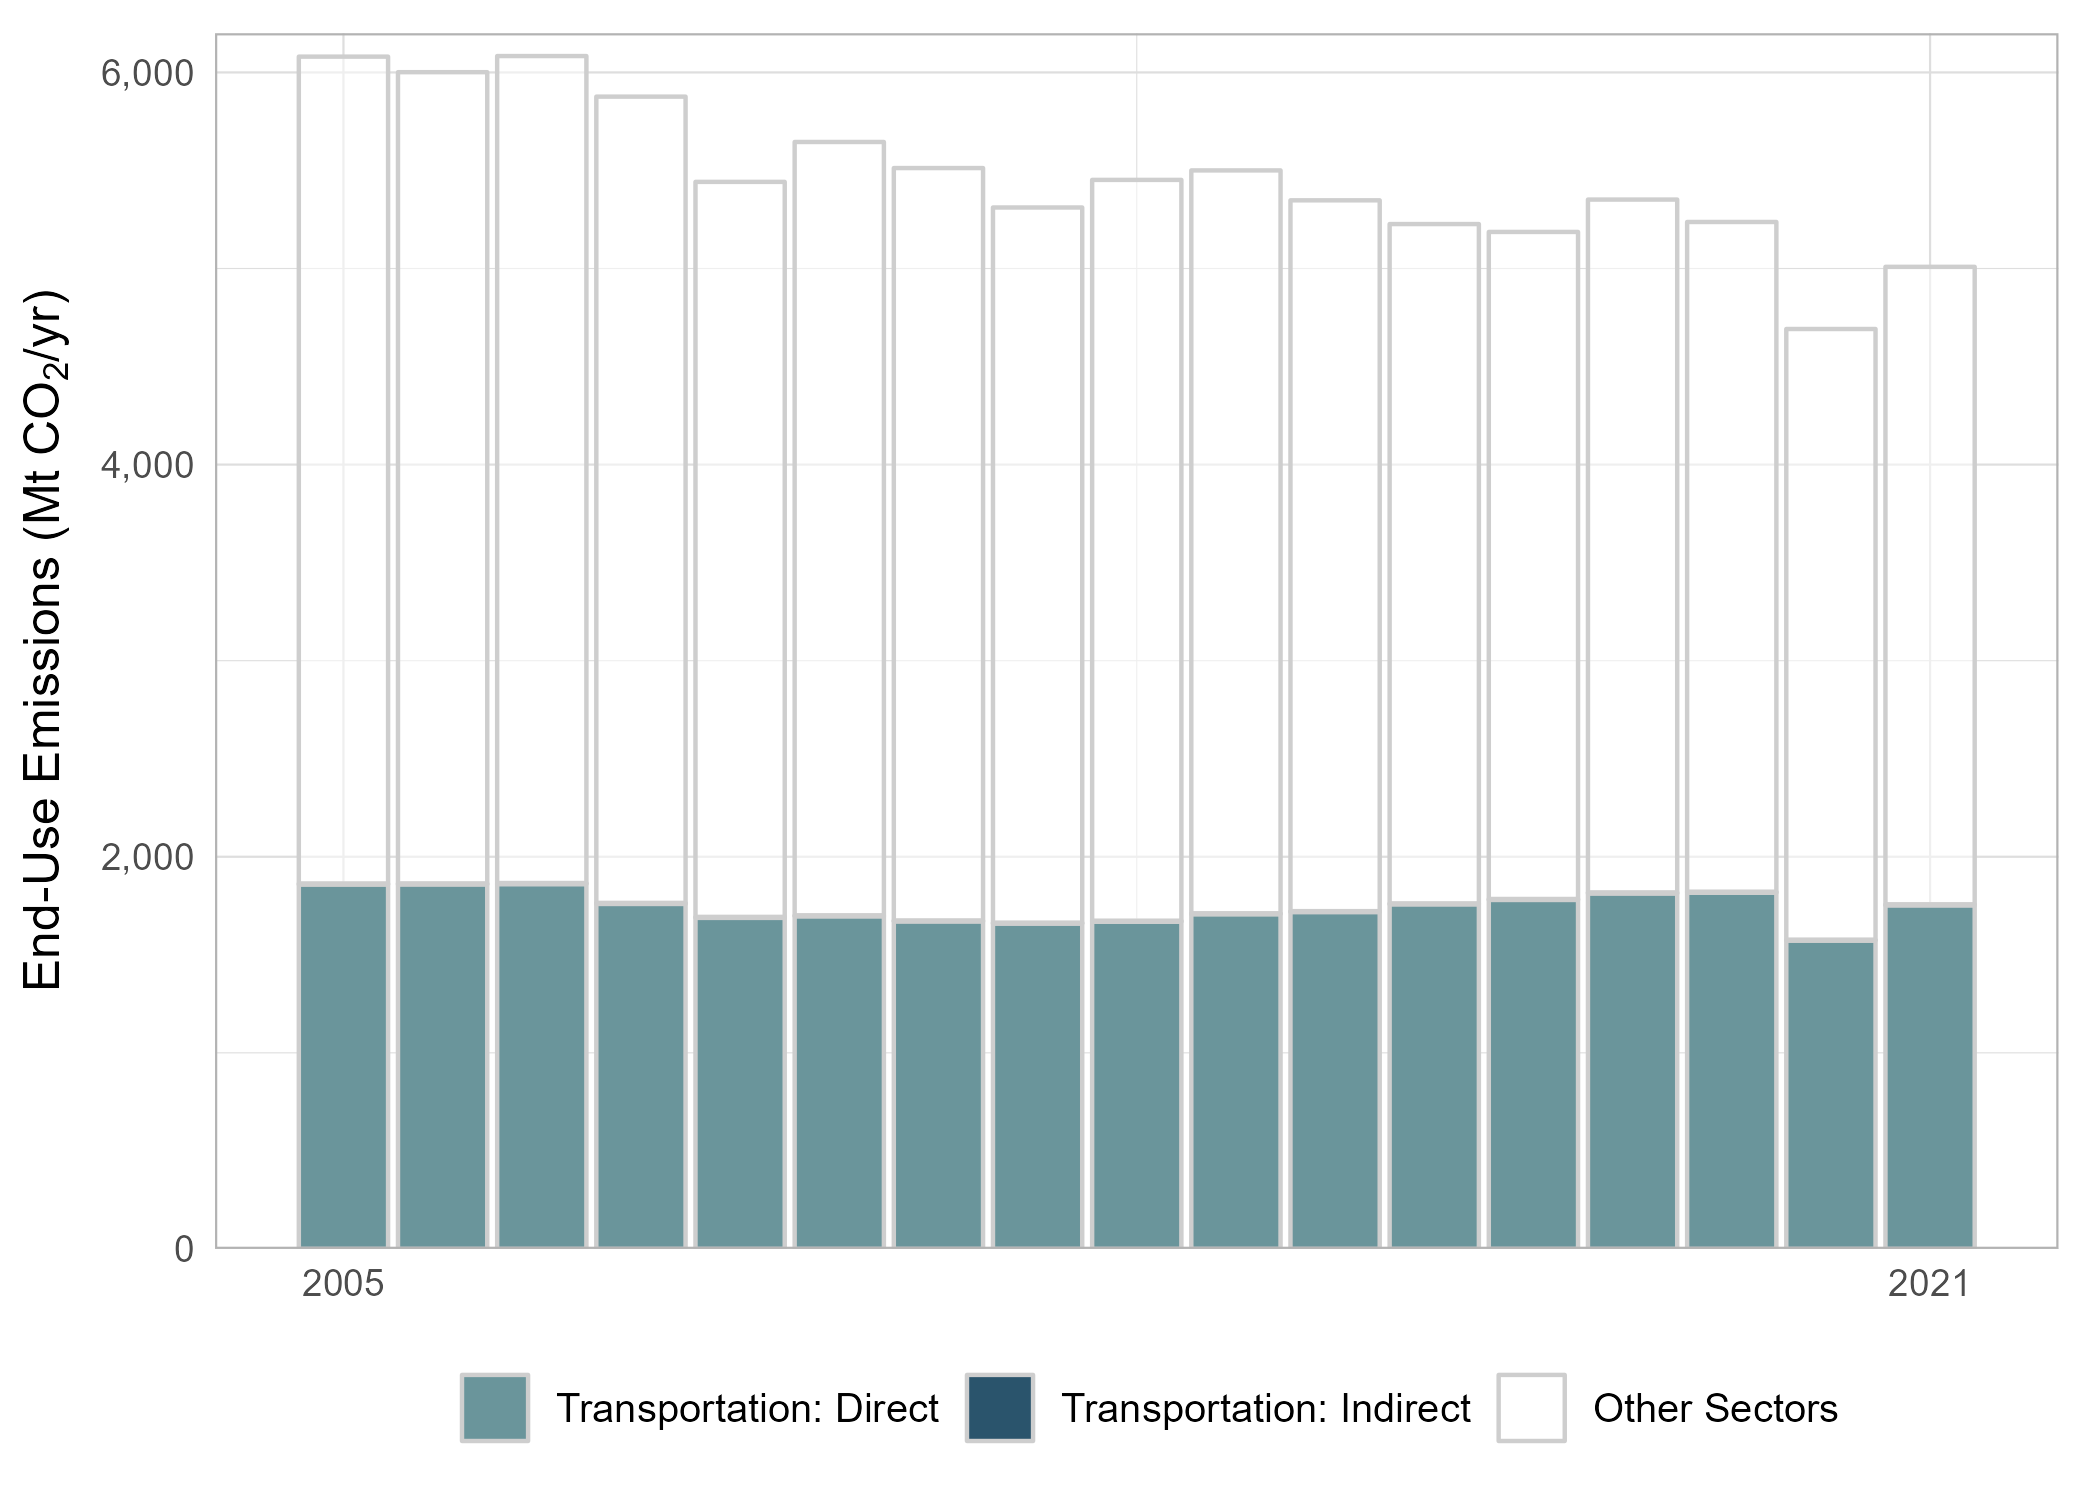 End-Use Emissions (Mt CO₂/yr)
6,000
4,000
2,000
0
2005 2021
Transportation: Direct Transportation: Indirect Other Sectors